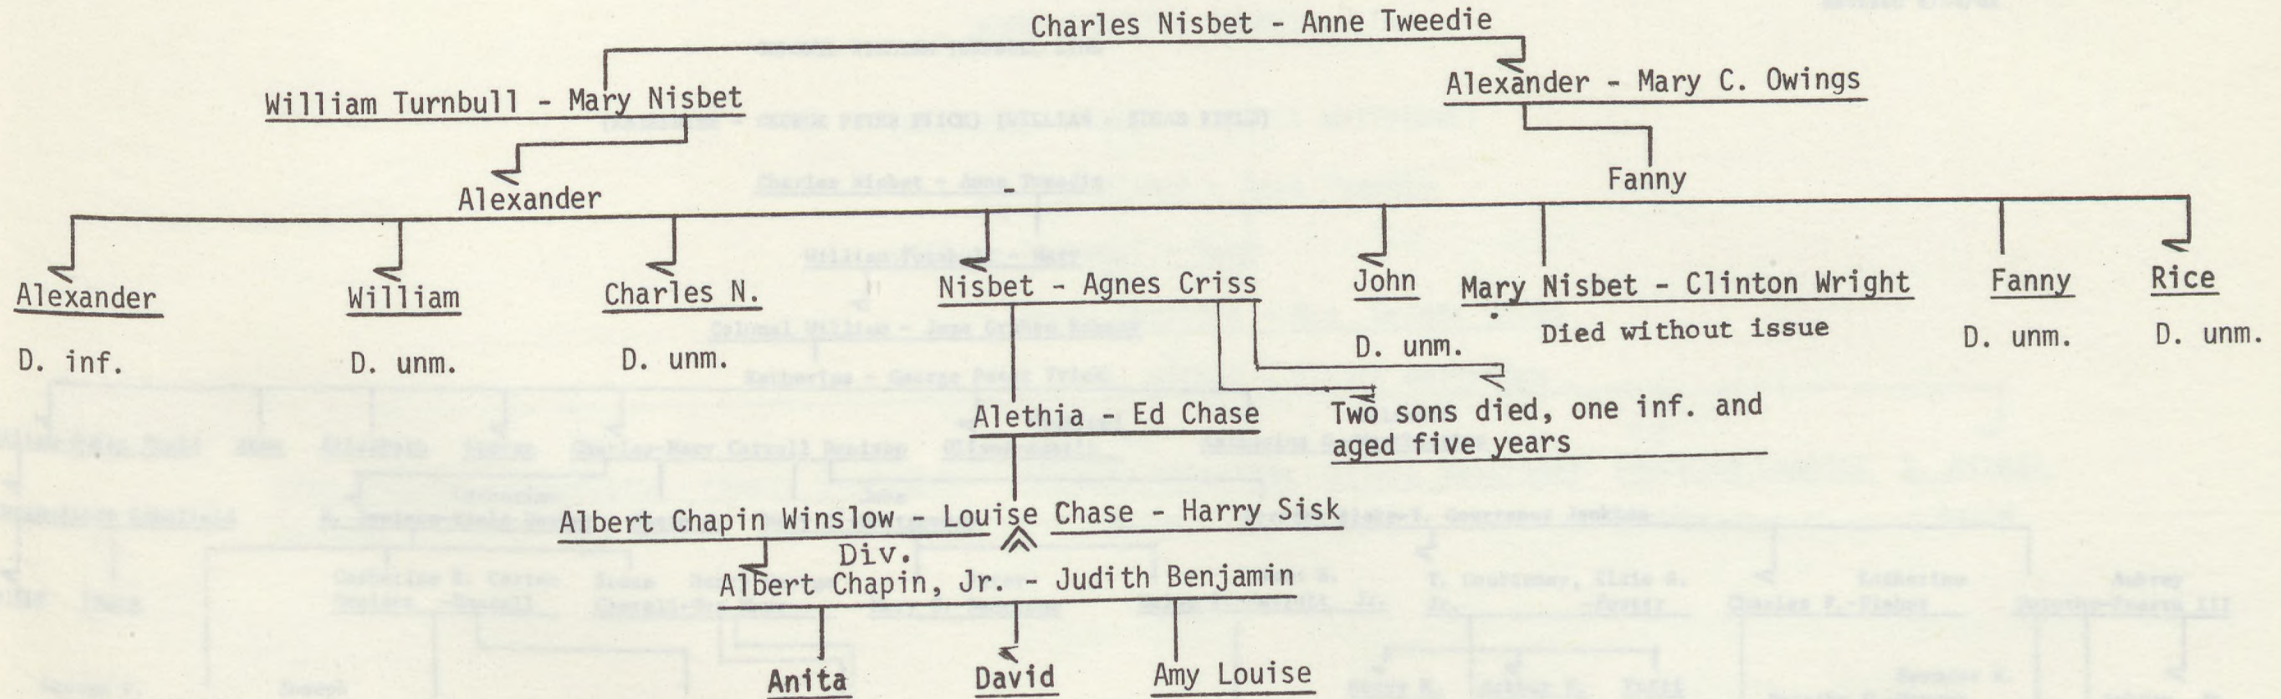 Charles Nisbet - Anne Tweedie
William Turnbull - Mary Nisbet
Alexander - Mary C. Owings
Alexander - Fanny
Alexander
D. inf.
William
D. unm.
Charles N.
D. unm.
Nisbet - Agnes Criss
John
D. unm.
Mary Nisbet - Clinton Wright
Died without issue
Fanny
D. unm.
Rice
D. unm.
Alethia - Ed Chase
Two sons died, one inf. and
aged five years
Albert Chapin Winslow - Louise Chase - Harry Sisk
Div.
Albert Chapin, Jr. - Judith Benjamin
Anita
David
Amy Louise